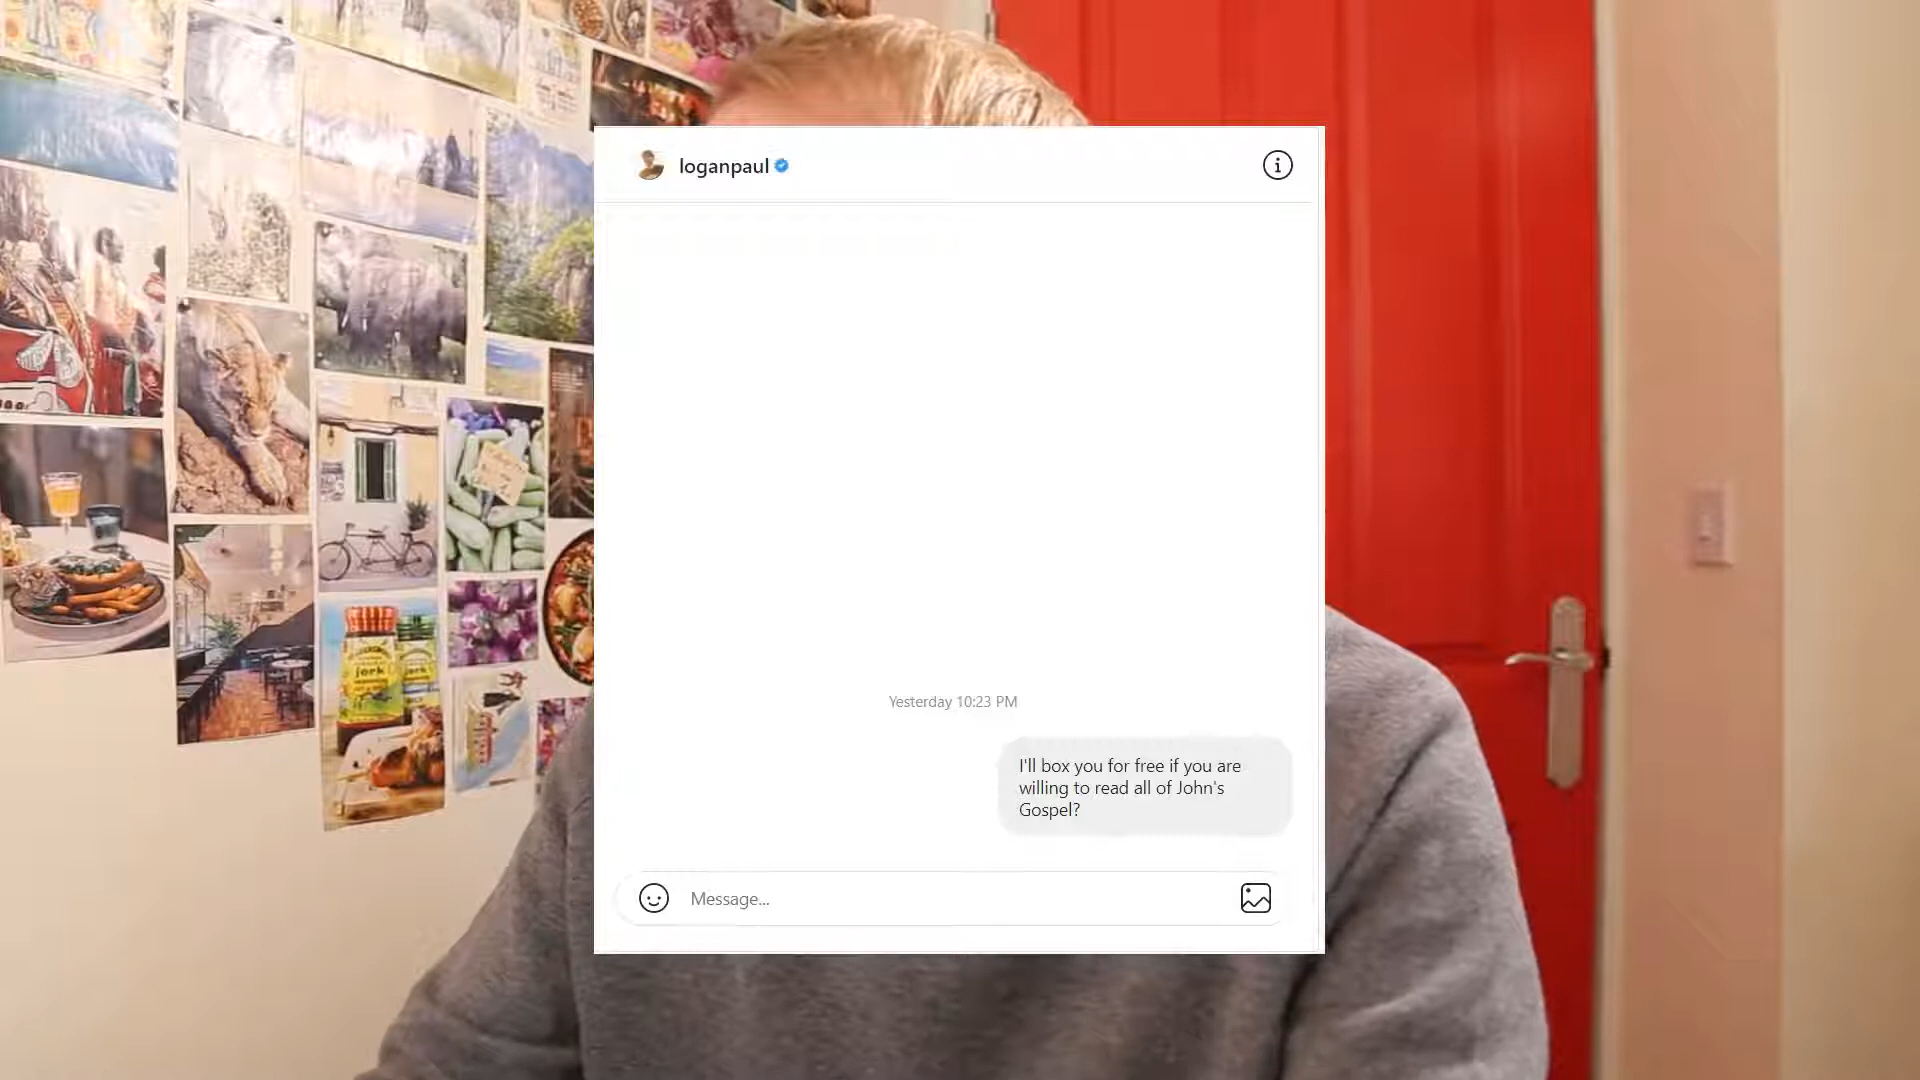 loganpaul
Yesterday 10:23 PM
I'll box you for free if you are
willing to read all of John's
Gospel?
Message...
jerk
jerk